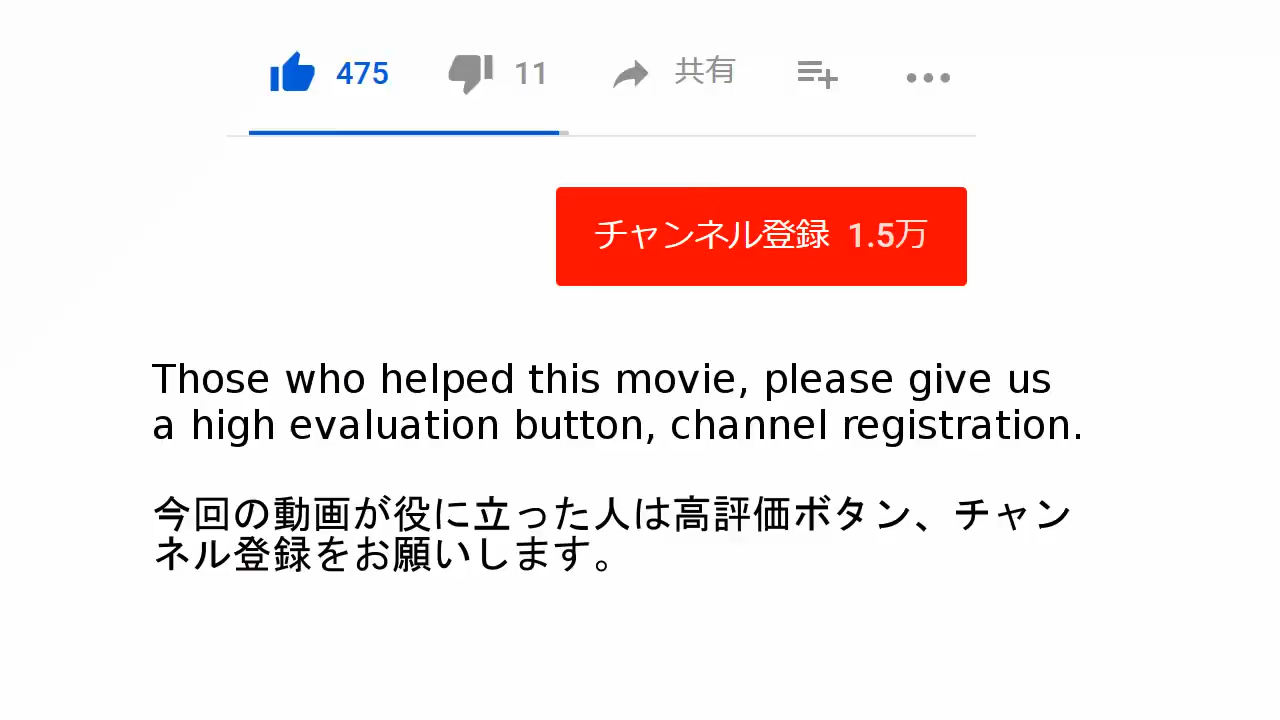 475 11 共有
チャンネル登録 1.5万
Those who helped this movie, please give us
a high evaluation button, channel registration.
今回の動画が役に立った人は高評価ボタン、チャン
ネル登録をお願いします。